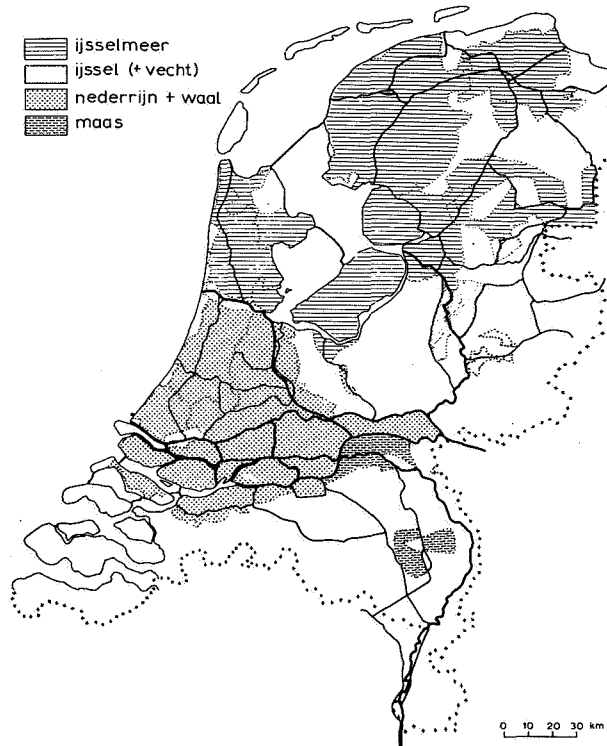 ijsselmeer
ijssel (+ vecht)
nederrijn + waal
maas
0 10 20 30 km